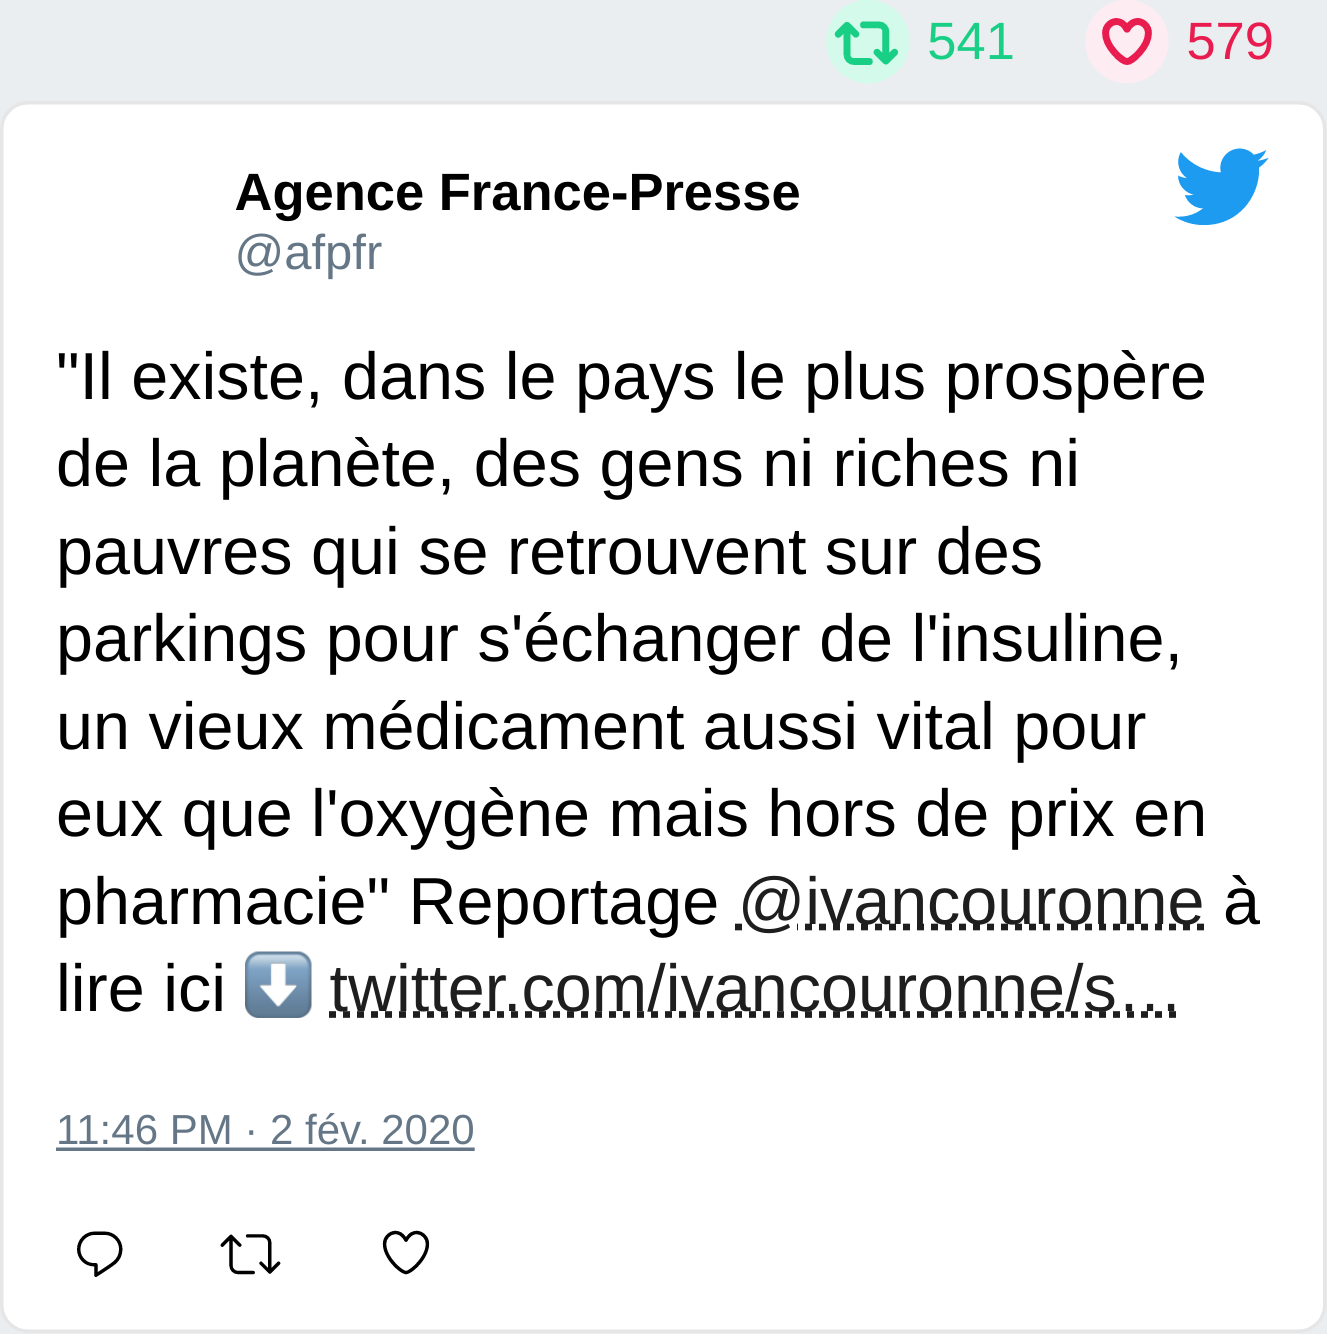 541 579
Agence France-Presse
@afpfr
"Il existe, dans le pays le plus prospère
de la planète, des gens ni riches ni
pauvres qui se retrouvent sur des
parkings pour s'échanger de l'insuline,
un vieux médicament aussi vital pour
eux que l'oxygène mais hors de prix en
pharmacie" Reportage @ivancouronne à
lire ici ⬇️ twitter.com/ivancouronne/s…
11:46 PM · 2 fév. 2020